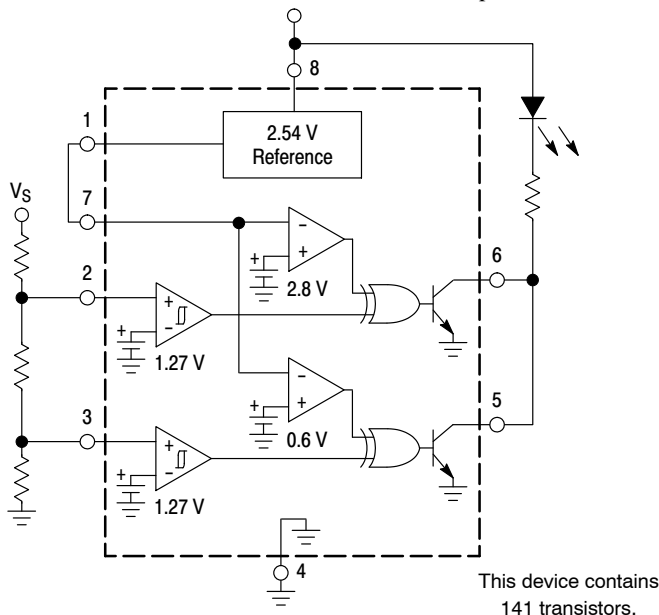 8
1
2.54 V
Reference
VS
7
2.8 V
6
2
1.27 V
0.6 V
5
3
1.27 V
4
This device contains
141 transistors.